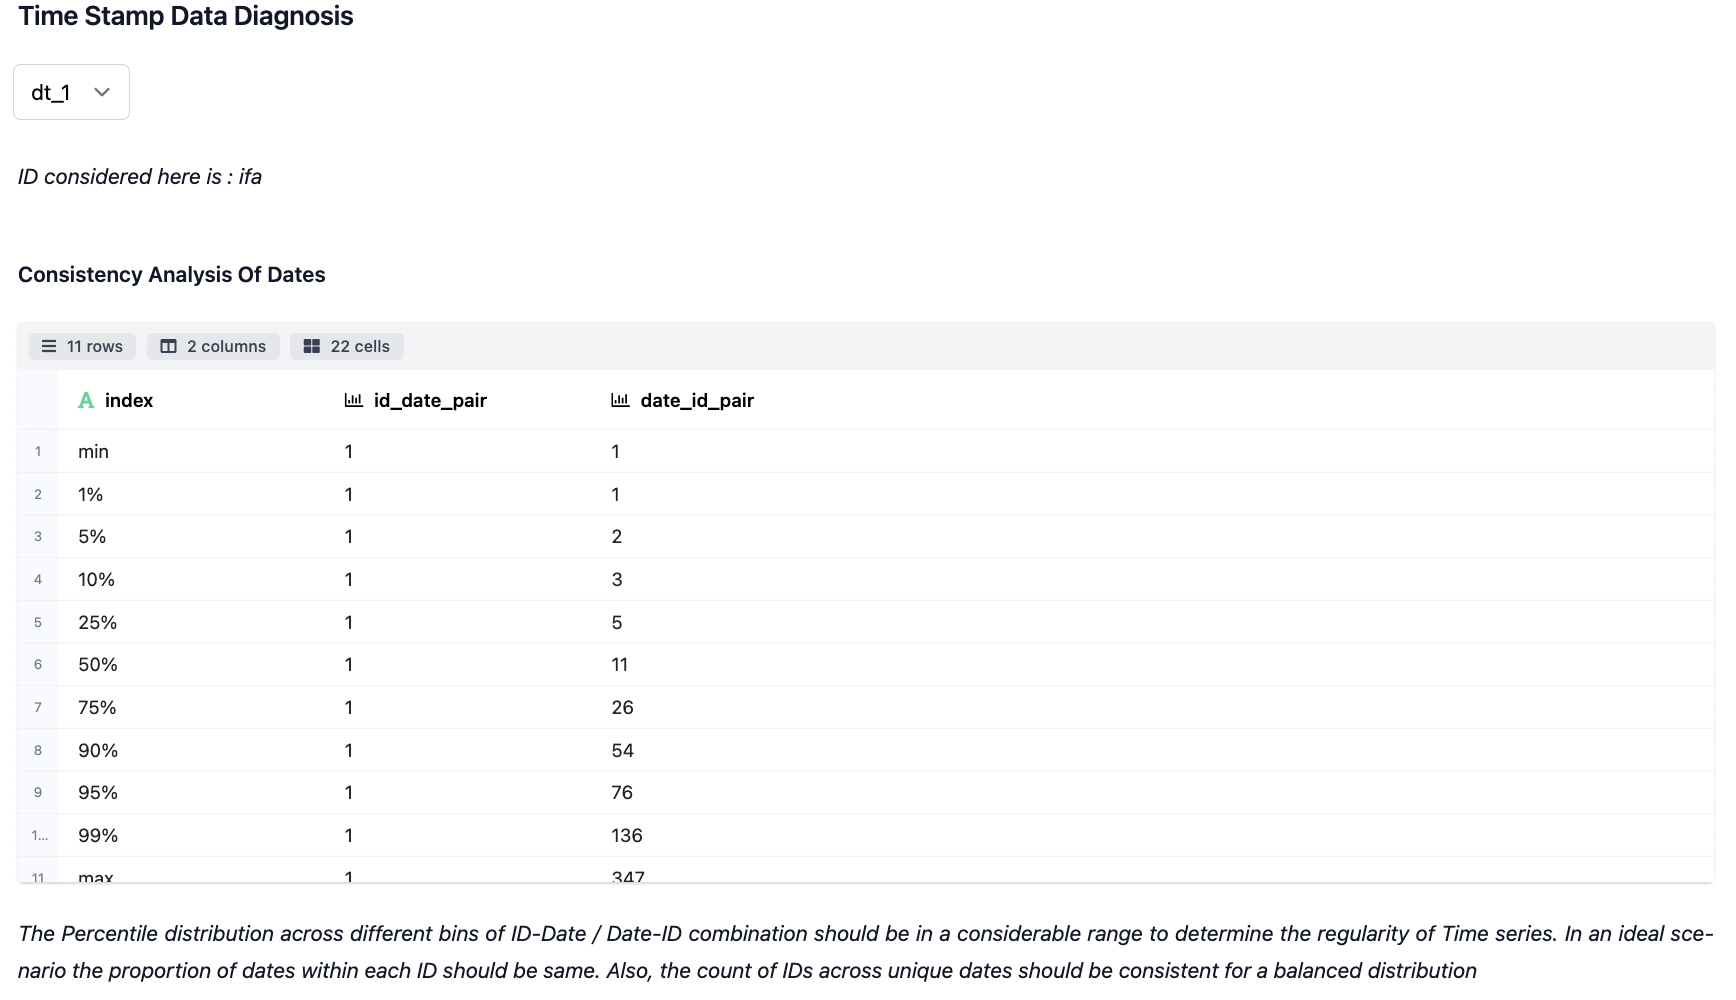 Time Stamp Data Diagnosis
dt_1
ID considered here is : ifa
Consistency Analysis Of Dates
11 rows 2 columns 22 cells
index id_date_pair date_id_pair
1 min 1 1
2 1% 1 1
3 5% 1 2
4 10% 1 3
5 25% 1 5
6 50% 1 11
7 75% 1 26
8 90% 1 54
9 95% 1 76
1... 99% 1 136
11 max 1 347
The Percentile distribution across different bins of ID-Date / Date-ID combination should be in a considerable range to determine the regularity of Time series. In an ideal sce-
nario the proportion of dates within each ID should be same. Also, the count of IDs across unique dates should be consistent for a balanced distribution